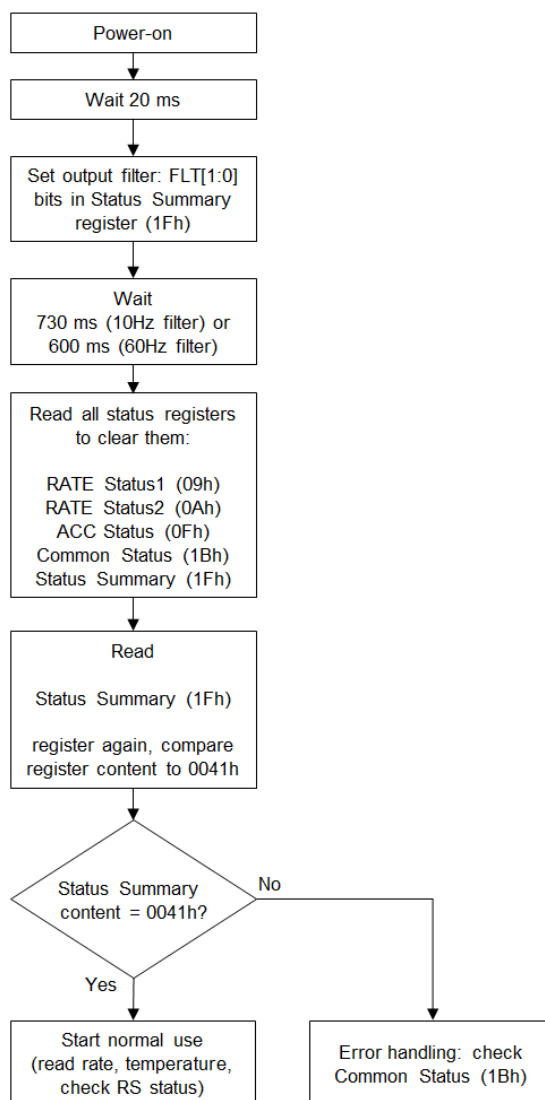 Power-on
Wait 20 ms
Set output filter: FLT[1:0]
bits in Status Summary
register (1Fh)
Wait
730 ms (10Hz filter) or
600 ms (60Hz filter)
Read all status registers
to clear them:
RATE Status1 (09h)
RATE Status2 (0Ah)
ACC Status (0Fh)
Common Status (1Bh)
Status Summary (1Fh)
Read
Status Summary (1Fh)
register again, compare
register content to 0041h
Status Summary
content = 0041h?
No
Yes
Start normal use
(read rate, temperature,
check RS status)
Error handling: check
Common Status (1Bh)